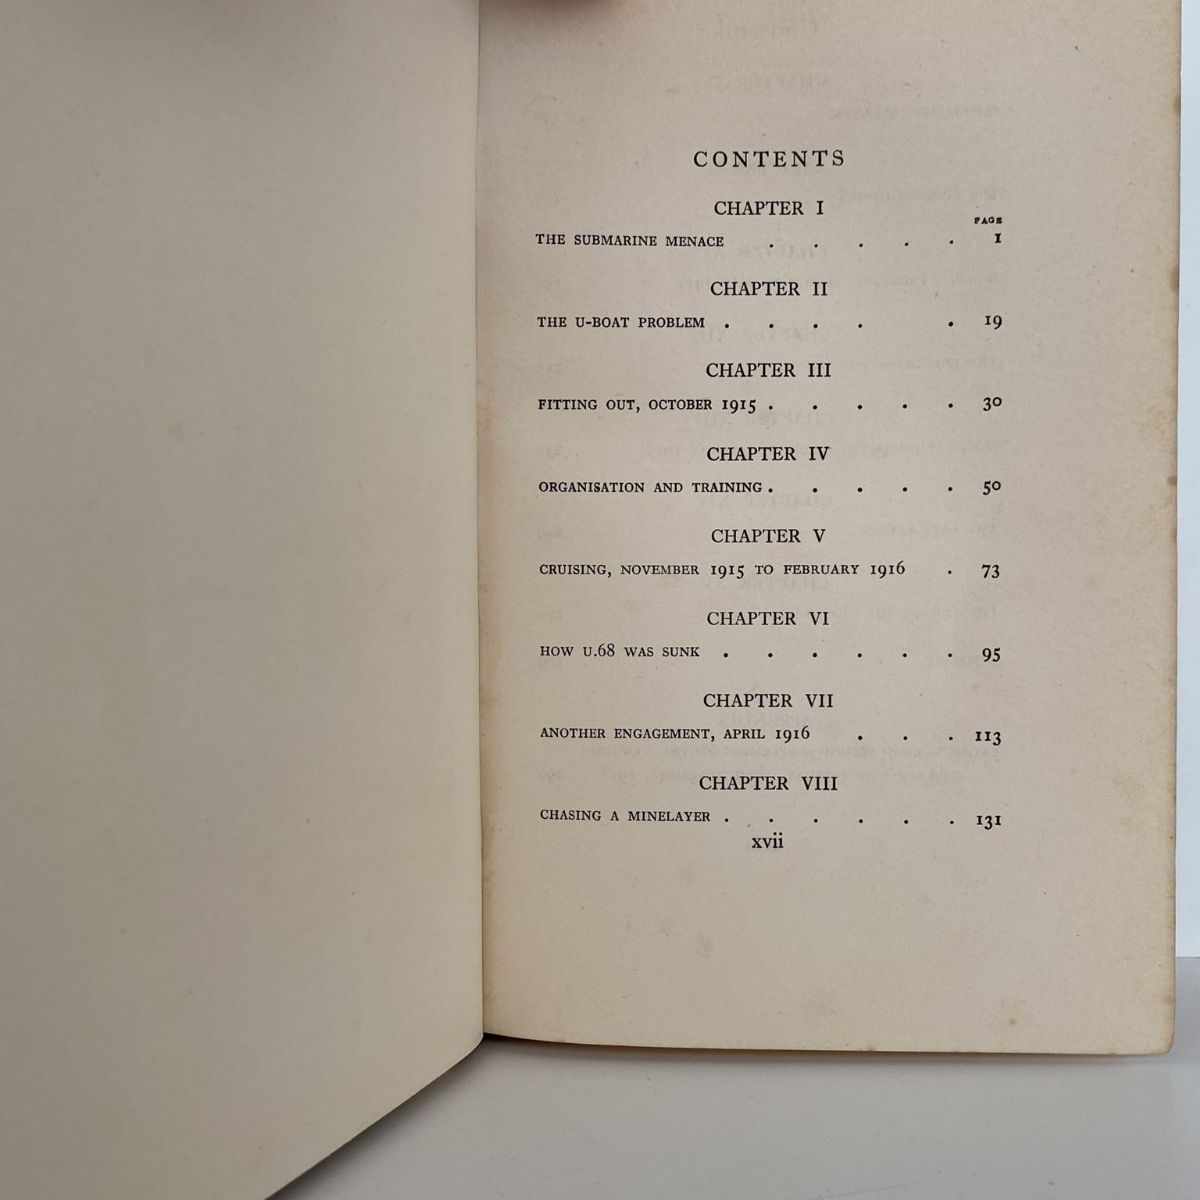 CONTENTS
CHAPTER I
PAGE
THE SUBMARINE MENACE . . . . . 1
CHAPTER II
THE U-BOAT PROBLEM . . . . . 19
CHAPTER III
FITTING OUT, OCTOBER 1915 . . . . . 30
CHAPTER IV
ORGANISATION AND TRAINING . . . . . 50
CHAPTER V
CRUISING, NOVEMBER 1915 TO FEBRUARY 1916 . 73
CHAPTER VI
HOW U.68 WAS SUNK . . . . . . 95
CHAPTER VII
ANOTHER ENGAGEMENT, APRIL 1916 . . . 113
CHAPTER VIII
CHASING A MINELAYER . . . . . . 131
xvii